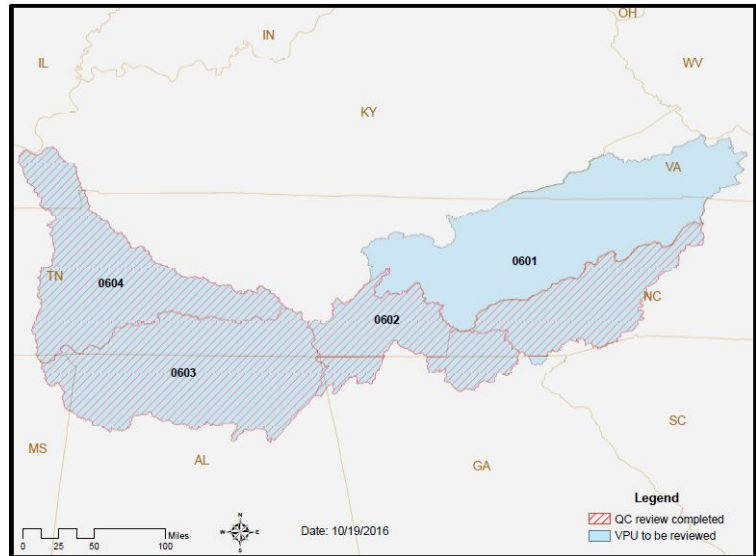 OH
IN
IL
WV
KY
VA
0601
TN
0604
NC
0602
0603
SC
MS
GA
AL
Legend
N
W E
S
QC review completed
VPU to be reviewed
Miles
0 25 50 100
Date: 10/19/2016